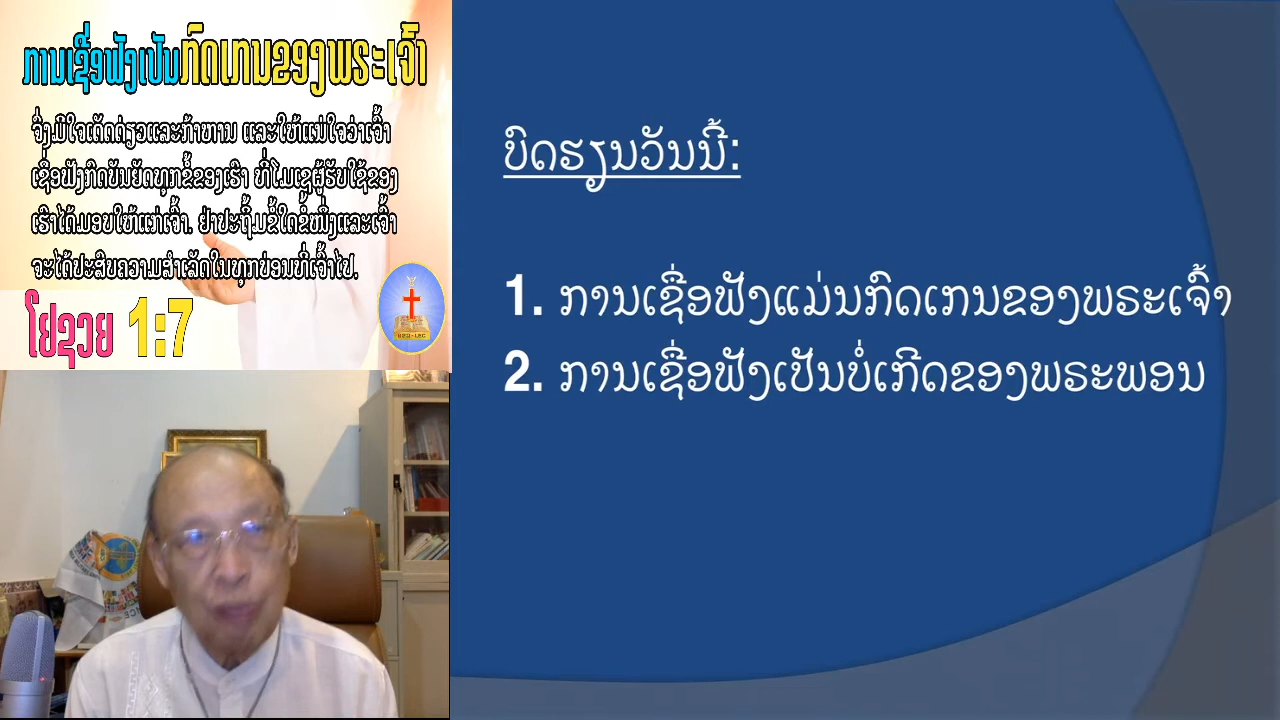 ການເຊື່ອຟັງເປັນກົດເກນຂອງພຣະເຈົ້າ
ຈົ່ງມີໃຈເດັດດ່ຽວແລະກ້າຫານ ແລະໃຫ້ແນ່ໃຈວ່າເຈົ້າ
ເຊື່ອຟັງກົດບັນຍັດທຸກຂໍ້ຂອງເຮົາ ທີ່ໂມເຊຜູ້ຮັບໃຊ້ຂອງ
ເຮົາໄດ້ມອບໃຫ້ແກ່ເຈົ້າ. ຢ່າປະຖິ້ມຂໍ້ໃດຂໍ້ໜຶ່ງແລະເຈົ້າ
ຈະໄດ້ປະສົບຄວາມສຳເລັດໃນທຸກບ່ອນທີ່ເຈົ້າໄປ.
ໂຢຊວຍ 1:7
ບົດຮຽນວັນນີ້:
1. ການເຊື່ອຟັງແມ່ນກົດເກນຂອງພຣະເຈົ້າ
2. ການເຊື່ອຟັງເປັນບໍ່ເກີດຂອງພຣະພອນ